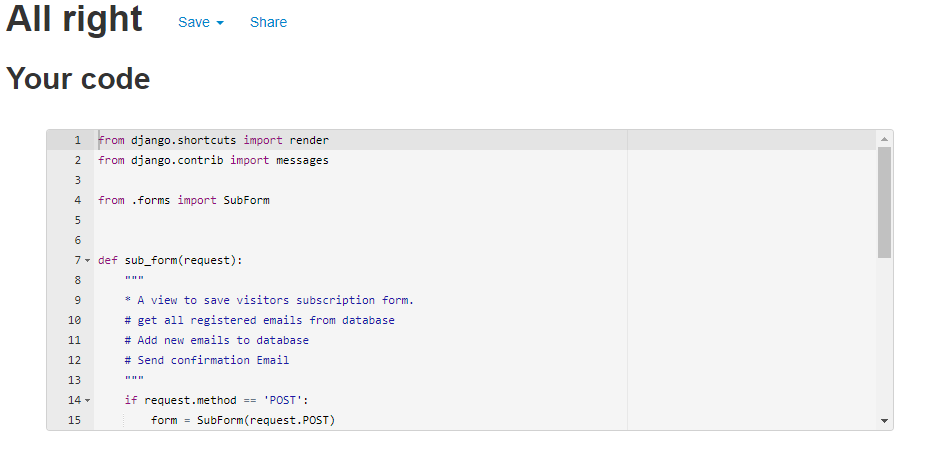 All right Save Share
Your code
1 from django.shortcuts import render
2 from django.contrib import messages
3
4 from .forms import SubForm
5
6
7 def sub_form(request):
8 """
9 * A view to save visitors subscription form.
10 # get all registered emails from database
11 # Add new emails to database
12 # Send confirmation Email
13 """
14 if request.method == 'POST':
15 form = SubForm(request.POST)